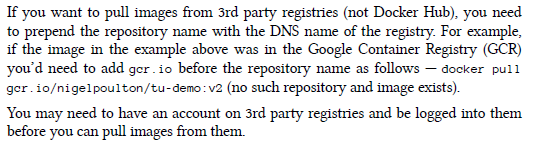 If you want to pull images from 3rd party registries (not Docker Hub), you need
to prepend the repository name with the DNS name of the registry. For example,
if the image in the example above was in the Google Container Registry (GCR)
you'd need to add gcr.io before the repository name as follows — docker pull
gcr.io/nigelpoulton/tu-demo:v2 (no such repository and image exists).
You may need to have an account on 3rd party registries and be logged into them
before you can pull images from them.